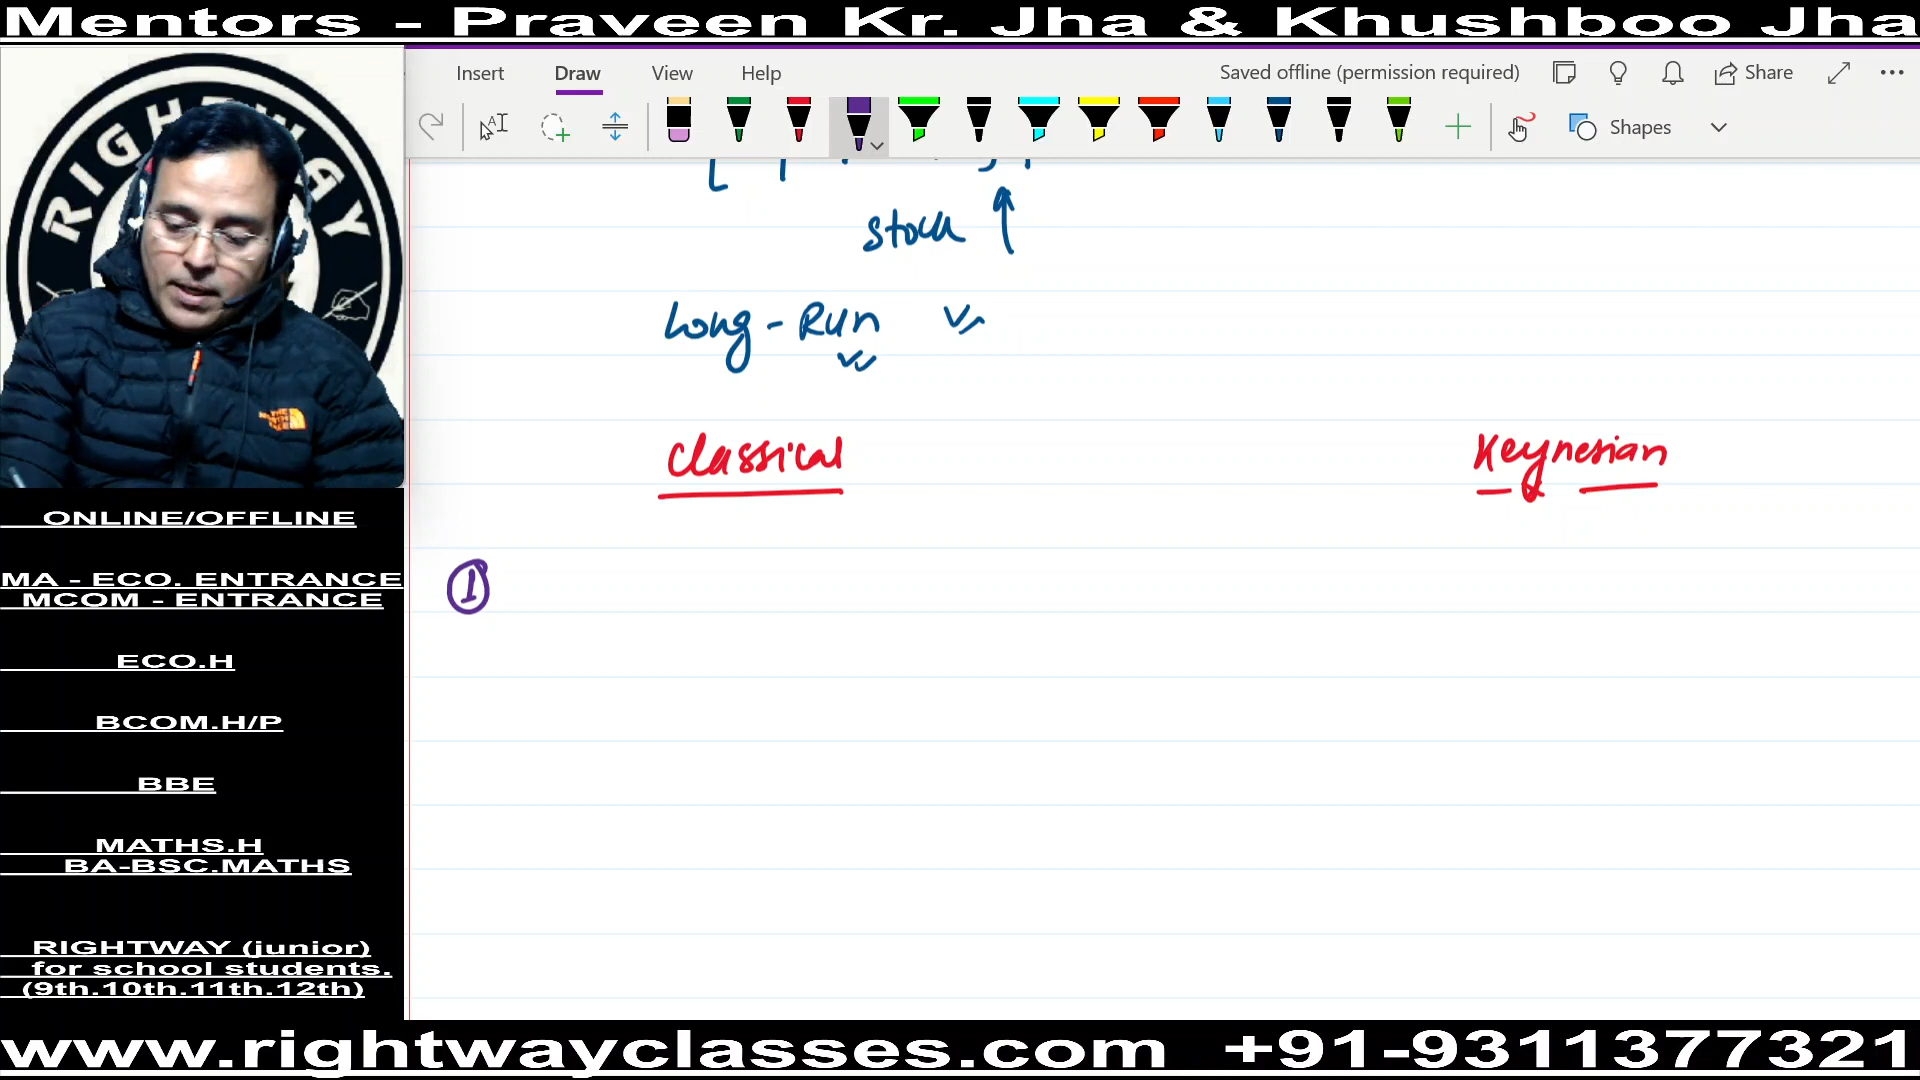 Mentors - Praveen Kr. Jha & Khushboo Jha
Insert Draw View Help Saved offline (permission required) Share
Shapes
RIGHTWAY
stock ↑
Long-Run
Classical Keynesian
①
ONLINE/OFFLINE
MA - ECO. ENTRANCE
MCOM - ENTRANCE
ECO.H
BCOM.H/P
BBE
MATHS.H
BA-BSC.MATHS
RIGHTWAY (junior)
for school students.
(9th.10th.11th.12th)
www.rightwayclasses.com +91-9311377321